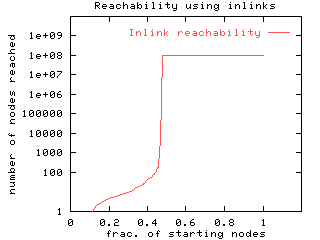 Reachability using inlinks
number of nodes reached
Inlink reachability
1e+09
1e+08
1e+07
1e+06
100000
10000
1000
100
1
0 0.2 0.4 0.6 0.8 1
frac. of starting nodes